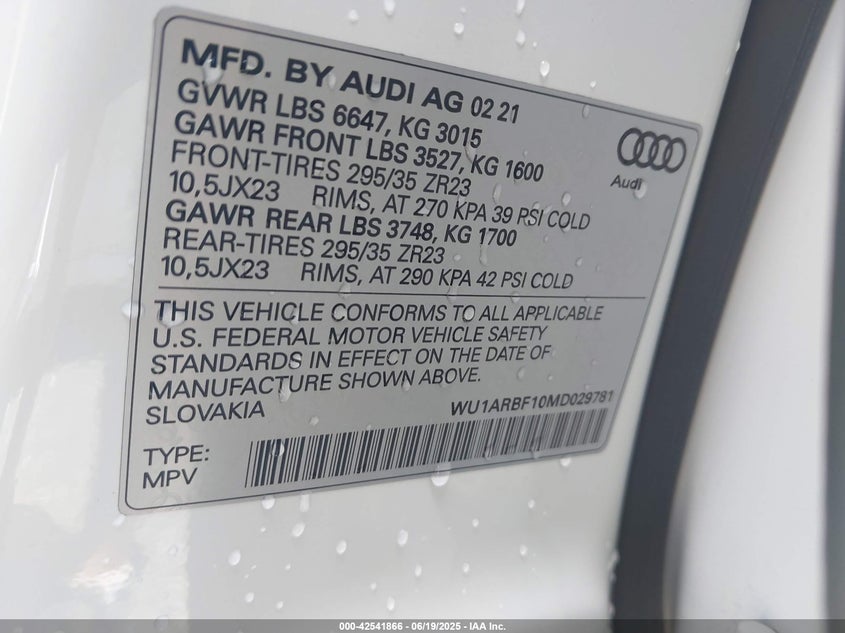 MFD. BY AUDI AG 02 21
GVWR LBS 6647, KG 3015
GAWR FRONT LBS 3527, KG 1600
FRONT-TIRES 295/35 ZR23
10,5JX23 RIMS, AT 270 KPA 39 PSI COLD
GAWR REAR LBS 3748, KG 1700
REAR-TIRES 295/35 ZR23
10,5JX23 RIMS, AT 290 KPA 42 PSI COLD
Audi
THIS VEHICLE CONFORMS TO ALL APPLICABLE
U.S. FEDERAL MOTOR VEHICLE SAFETY
STANDARDS IN EFFECT ON THE DATE OF
MANUFACTURE SHOWN ABOVE.
SLOVAKIA WU1ARBF10MD029781
TYPE:
MPV
000-42541866 - 06/19/2025 - IAA Inc.